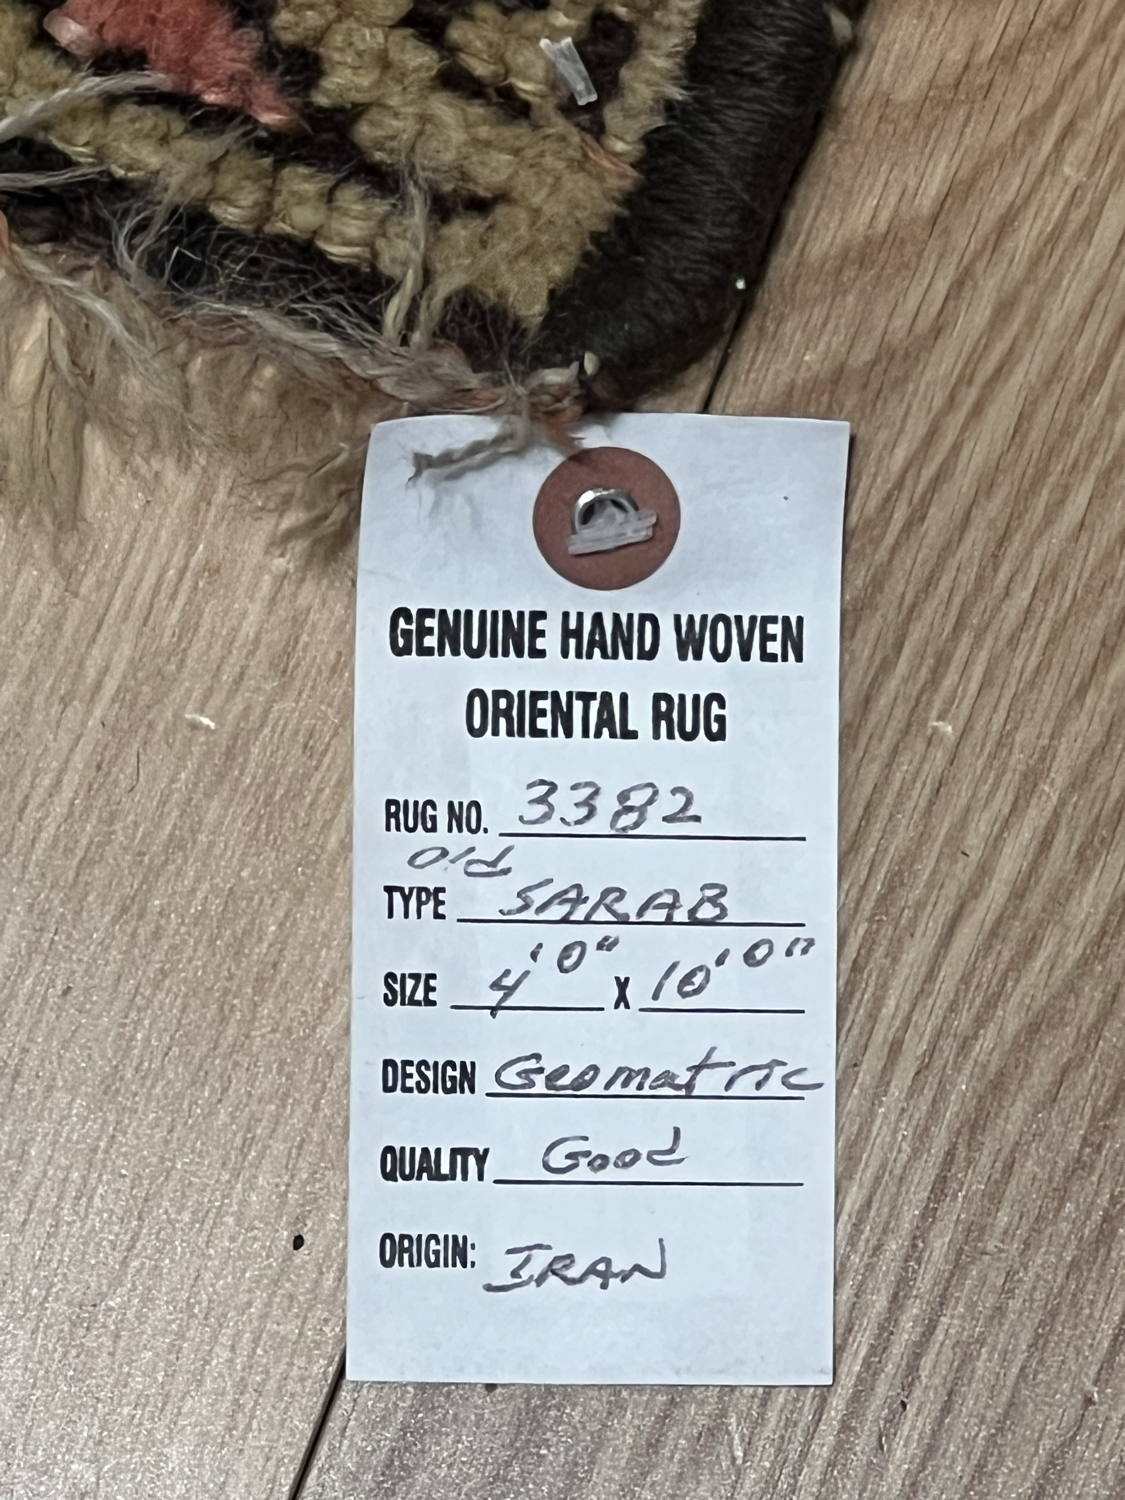 GENUINE HAND WOVEN
ORIENTAL RUG
RUG NO. 3382
Old
TYPE SARAB
SIZE 4'0" X 10'0"
DESIGN Geomatric
QUALITY Good
ORIGIN: IRAN